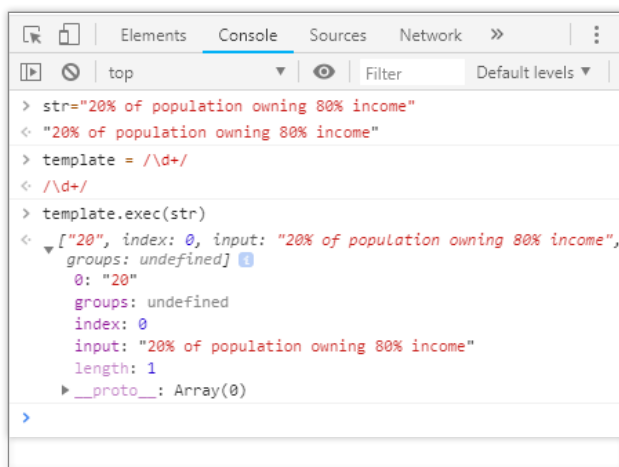 Elements Console Sources Network »
top ▼ Filter Default levels ▼
> str="20% of population owning 80% income"
< "20% of population owning 80% income"
> template = /\d+/
< /\d+/
> template.exec(str)
< ▼ ["20", index: 0, input: "20% of population owning 80% income",
groups: undefined] i
0: "20"
groups: undefined
index: 0
input: "20% of population owning 80% income"
length: 1
▶ __proto__: Array(0)
>